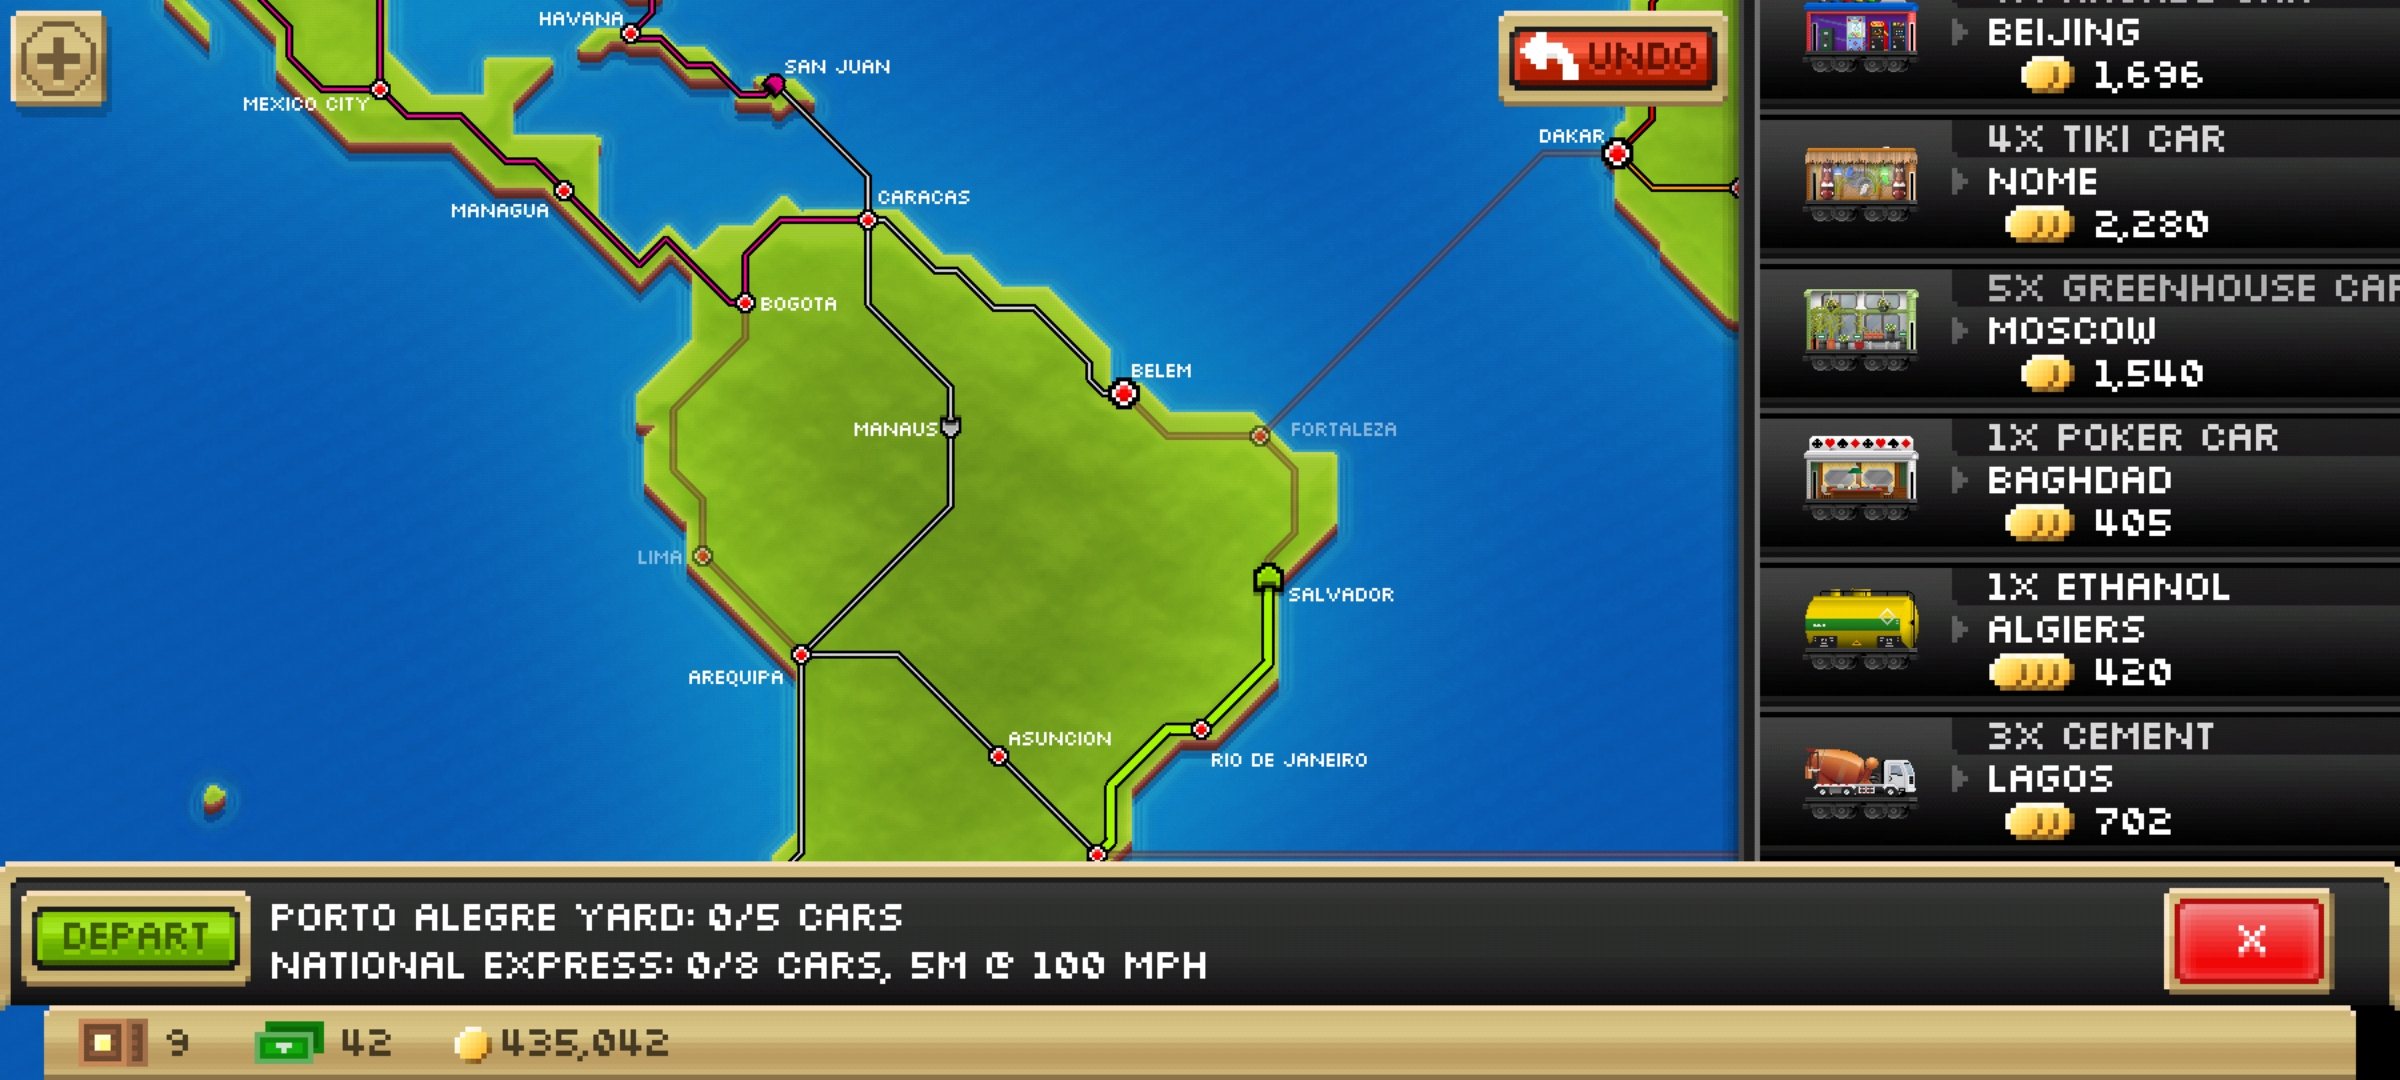 HAVANA
SAN JUAN
MEXICO CITY
MANAGUA
CARACAS
BOGOTA
BELEM
MANAUS
FORTALEZA
LIMA
SALVADOR
AREQUIPA
ASUNCION
RIO DE JANEIRO
DAKAR
UNDO
BEIJING
1,696
4X TIKI CAR
NOME
2,280
5X GREENHOUSE CAR
MOSCOW
1,540
1X POKER CAR
BAGHDAD
405
1X ETHANOL
ALGIERS
420
3X CEMENT
LAGOS
702
DEPART
PORTO ALEGRE YARD: 0/5 CARS
NATIONAL EXPRESS: 0/8 CARS, 5M @ 100 MPH
X
9
42
435,042